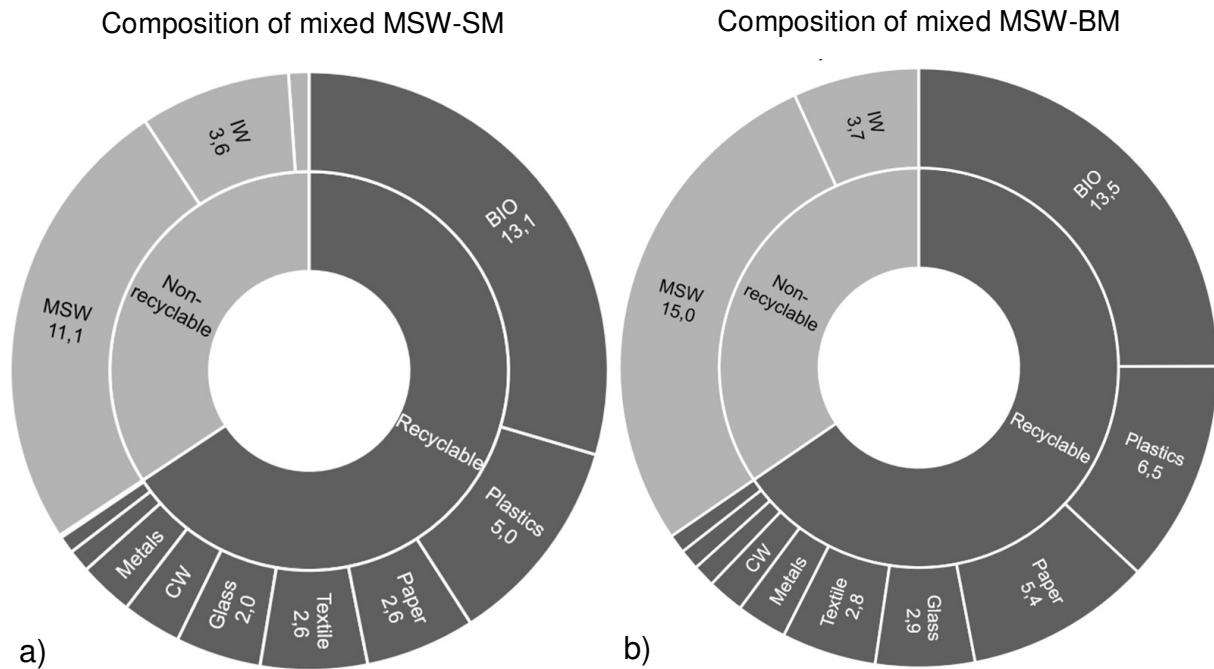 Composition of mixed MSW-SM
Composition of mixed MSW-BM
BIO
13,1
Plastics
5,0
Paper
2,6
Textile
2,6
Glass
2,0
CW
Metals
MSW
11,1
IW
3,6
Non-
recyclable
Recyclable
a)
BIO
13,5
Plastics
6,5
Paper
5,4
Glass
2,9
Textile
2,8
Metals
CW
MSW
15,0
IW
3,7
Non-
recyclable
Recyclable
b)